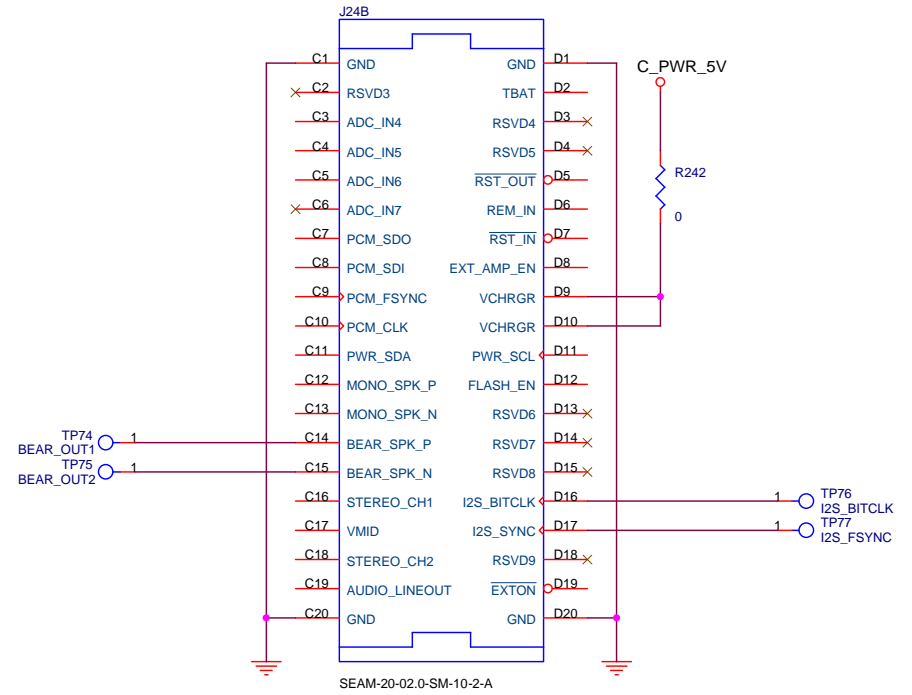 J24B
C1 GND GND D1
C2 RSVD3 TBAT D2
C3 ADC_IN4 RSVD4 D3
C4 ADC_IN5 RSVD5 D4
C5 ADC_IN6 RST_OUT D5
C6 ADC_IN7 REM_IN D6
C7 PCM_SDO RST_IN D7
C8 PCM_SDI EXT_AMP_EN D8
C9 PCM_FSYNC VCHRGR D9
C10 PCM_CLK VCHRGR D10
C11 PWR_SDA PWR_SCL D11
C12 MONO_SPK_P FLASH_EN D12
C13 MONO_SPK_N RSVD6 D13
C14 BEAR_SPK_P RSVD7 D14
C15 BEAR_SPK_N RSVD8 D15
C16 STEREO_CH1 I2S_BITCLK D16
C17 VMID I2S_SYNC D17
C18 STEREO_CH2 RSVD9 D18
C19 AUDIO_LINEOUT EXTON D19
C20 GND GND D20
SEAM-20-02.0-SM-10-2-A
C_PWR_5V
R242
0
TP74 1
BEAR_OUT1
TP75 1
BEAR_OUT2
1 TP76
I2S_BITCLK
1 TP77
I2S_FSYNC